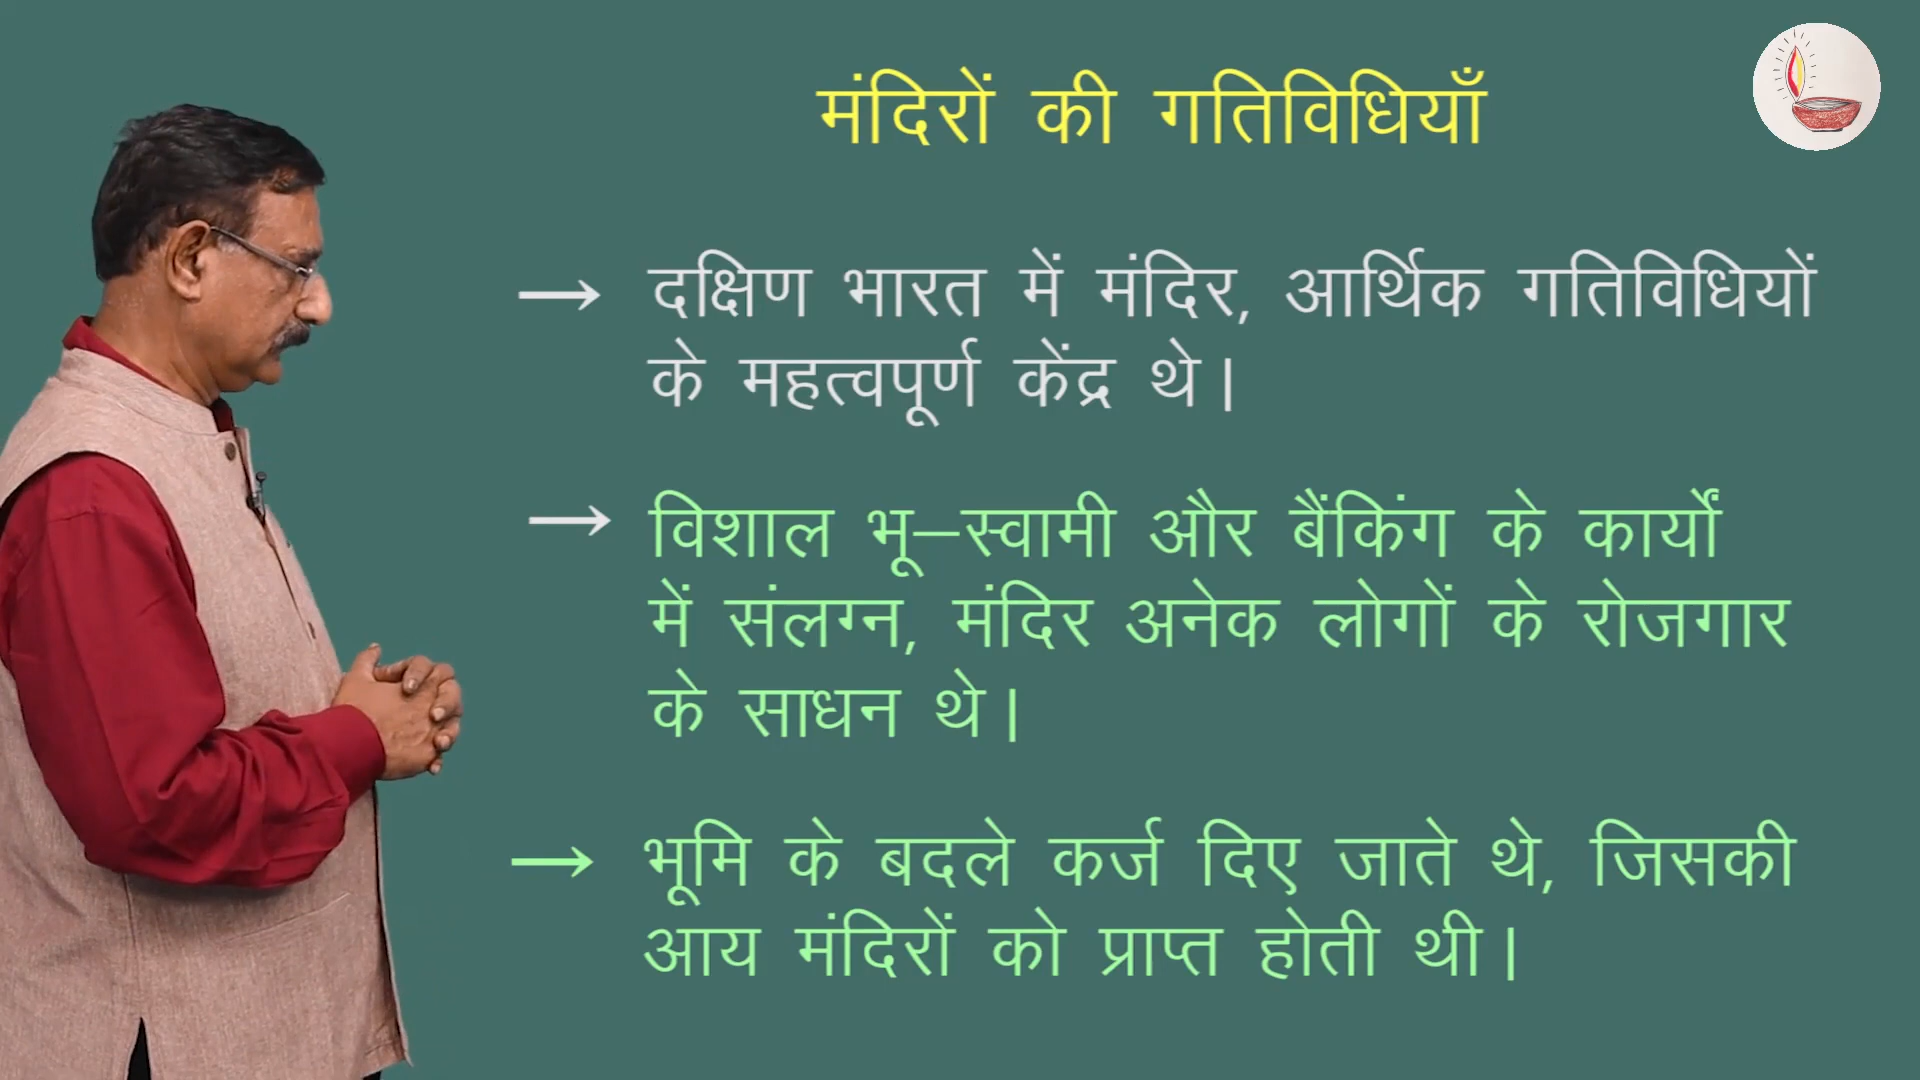 मंदिरों की गतिविधियाँ
→ दक्षिण भारत में मंदिर, आर्थिक गतिविधियों
के महत्वपूर्ण केंद्र थे।
→ विशाल भू–स्वामी और बैंकिंग के कार्यों
में संलग्न, मंदिर अनेक लोगों के रोजगार
के साधन थे।
→ भूमि के बदले कर्ज दिए जाते थे, जिसकी
आय मंदिरों को प्राप्त होती थी।